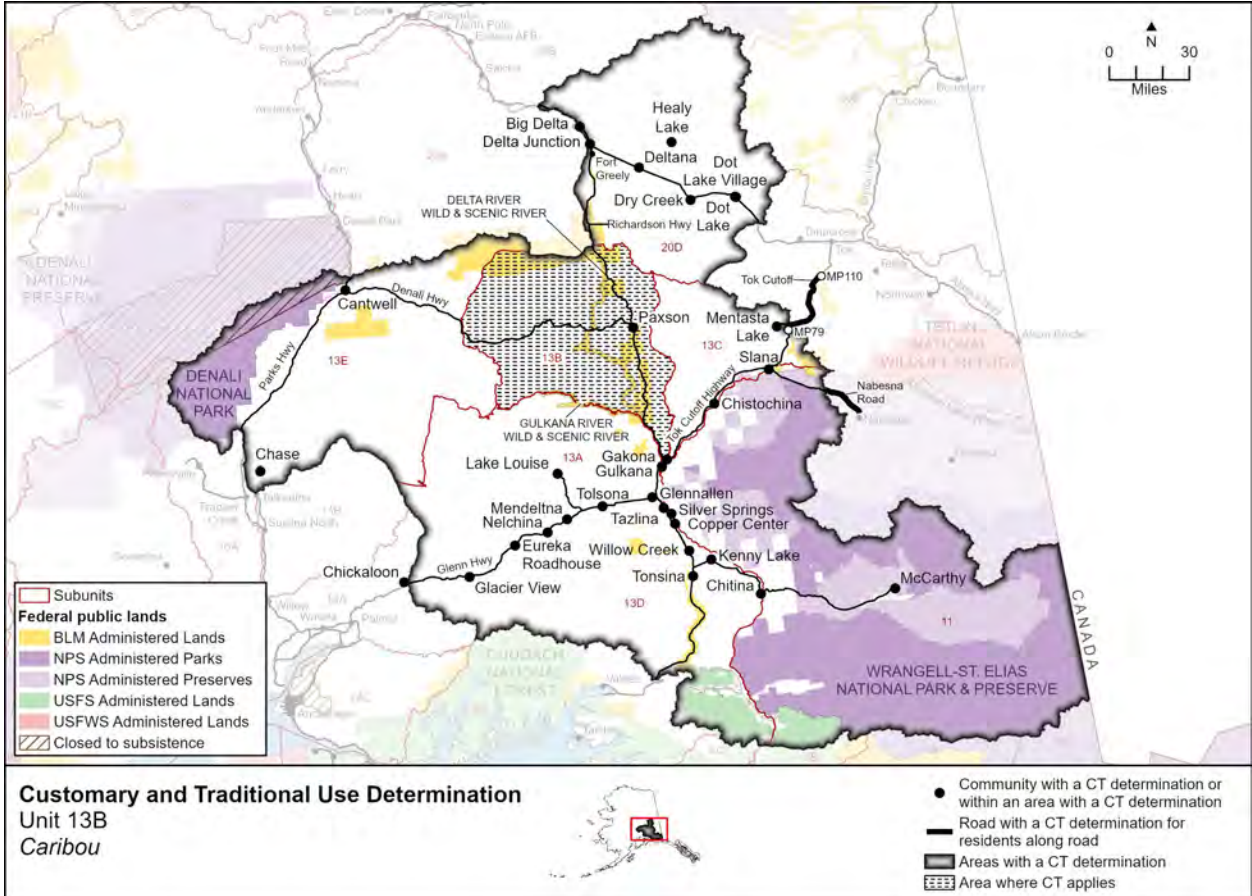 N
0 30
Miles
Healy
Lake
Big Delta
Delta Junction
Fort
Greely
Deltana
Dot
Lake Village
Dry Creek
Dot
Lake
DELTA RIVER
WILD & SCENIC RIVER
Richardson Hwy
20D
Tok Cutoff
MP110
Mentasta
Lake
MP79
Cantwell
Denali Hwy
Paxson
13C
Slana
13E
13B
Parks Hwy
DENALI
NATIONAL
PARK
DENALI
NATIONAL
PRESERVE
TETLIN
NATIONAL
WILDLIFE REFUGE
Nabesna
Road
Tok Cutoff Highway
Chistochina
GULKANA RIVER
WILD & SCENIC RIVER
Chase
13A
Gakona
Gulkana
Lake Louise
Tolsona
Glennallen
Mendeltna
Nelchina
Tazlina
Silver Springs
Copper Center
Eureka
Roadhouse
Willow Creek
Kenny Lake
Glenn Hwy
Chickaloon
Glacier View
Tonsina
Chitina
McCarthy
13D
11
CANADA
WRANGELL-ST. ELIAS
NATIONAL PARK & PRESERVE
CHUGACH
NATIONAL
FOREST
Subunits
Federal public lands
BLM Administered Lands
NPS Administered Parks
NPS Administered Preserves
USFS Administered Lands
USFWS Administered Lands
Closed to subsistence
Customary and Traditional Use Determination
Unit 13B
Caribou
Community with a CT determination or
within an area with a CT determination
Road with a CT determination for
residents along road
Areas with a CT determination
Area where CT applies